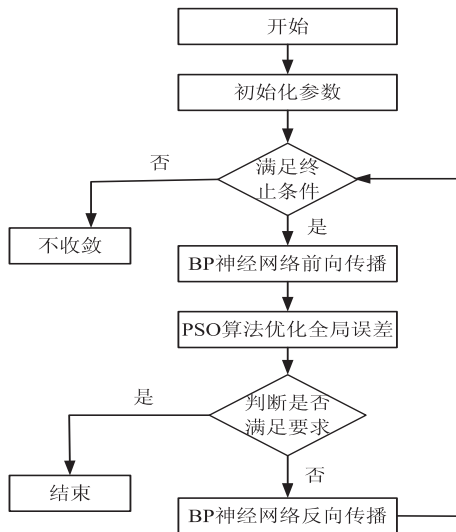 开始
初始化参数
否
满足终
止条件
不收敛
是
BP神经网络前向传播
PSO算法优化全局误差
是
判断是否
满足要求
否
结束
BP神经网络反向传播